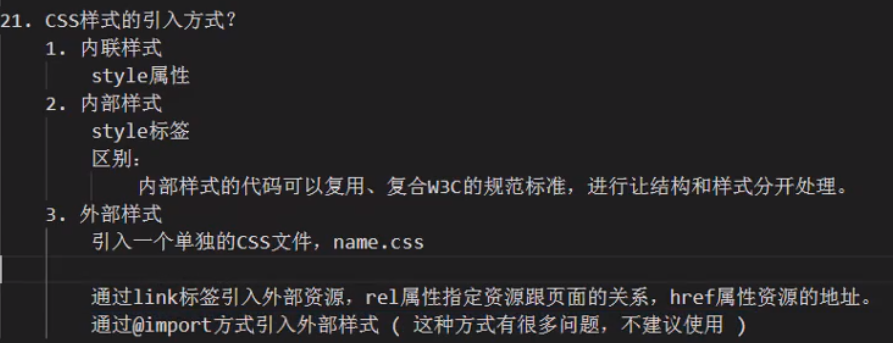 21. CSS样式的引入方式？
1. 内联样式
style属性
2. 内部样式
style标签
区别：
内部样式的代码可以复用、复合W3C的规范标准，进行让结构和样式分开处理。
3. 外部样式
引入一个单独的CSS文件，name.css
通过link标签引入外部资源，rel属性指定资源跟页面的关系，href属性资源的地址。
通过@import方式引入外部样式 ( 这种方式有很多问题，不建议使用 )